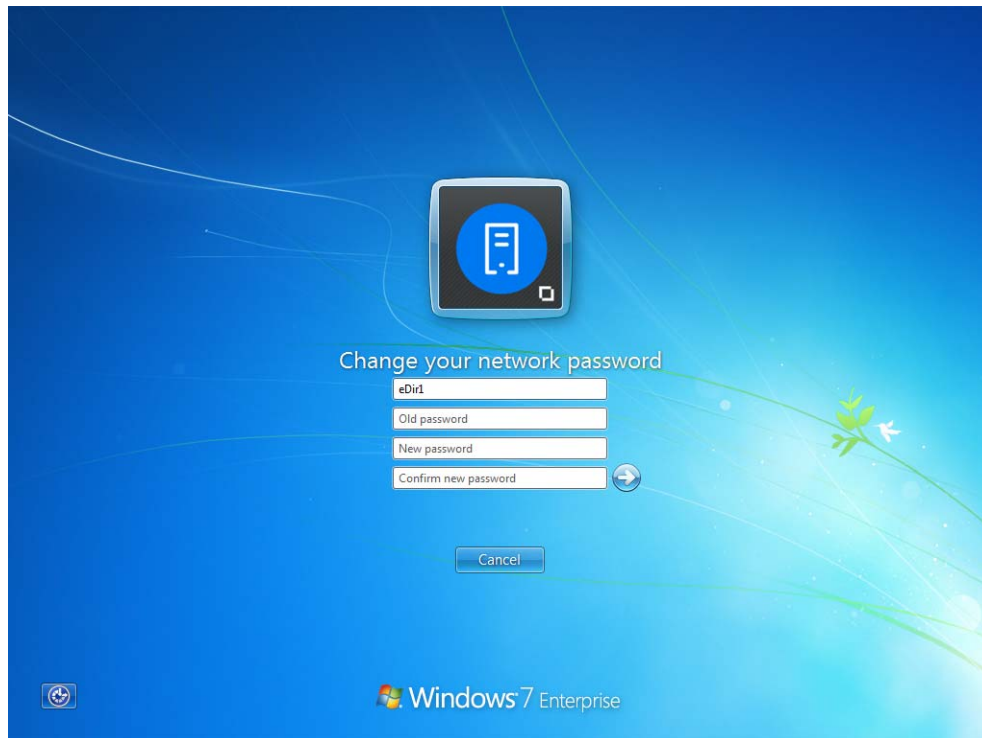 Change your network password
eDir1
Old password
New password
Confirm new password
Cancel
Windows 7 Enterprise